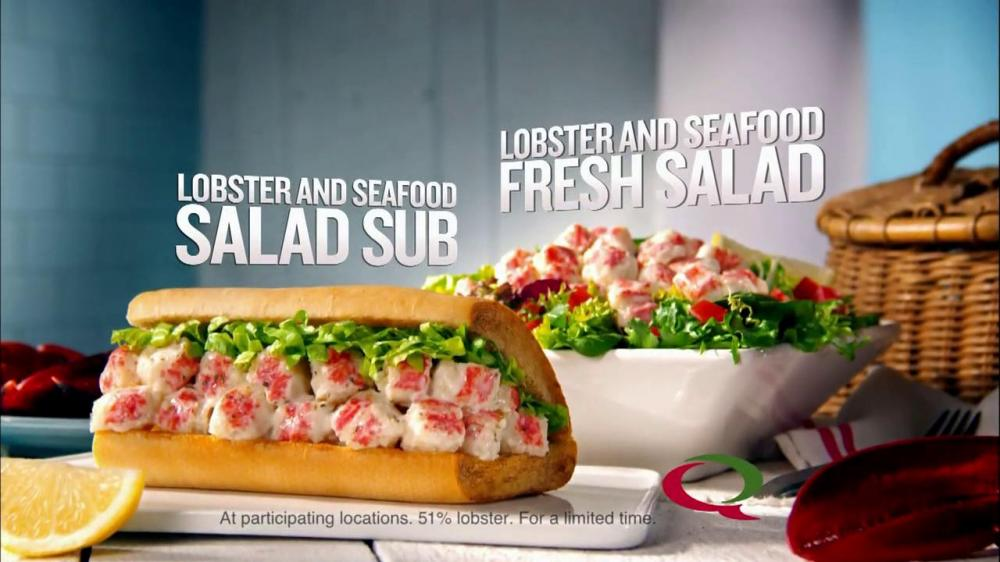 LOBSTER AND SEAFOOD
SALAD SUB
LOBSTER AND SEAFOOD
FRESH SALAD
At participating locations. 51% lobster. For a limited time.